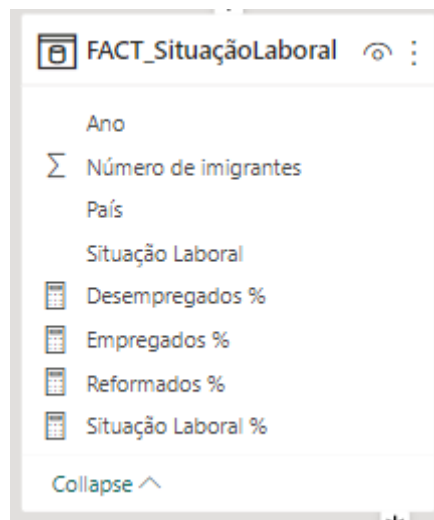 FACT_SituaçãoLaboral
Ano
Número de imigrantes
País
Situação Laboral
Desempregados %
Empregados %
Reformados %
Situação Laboral %
Collapse